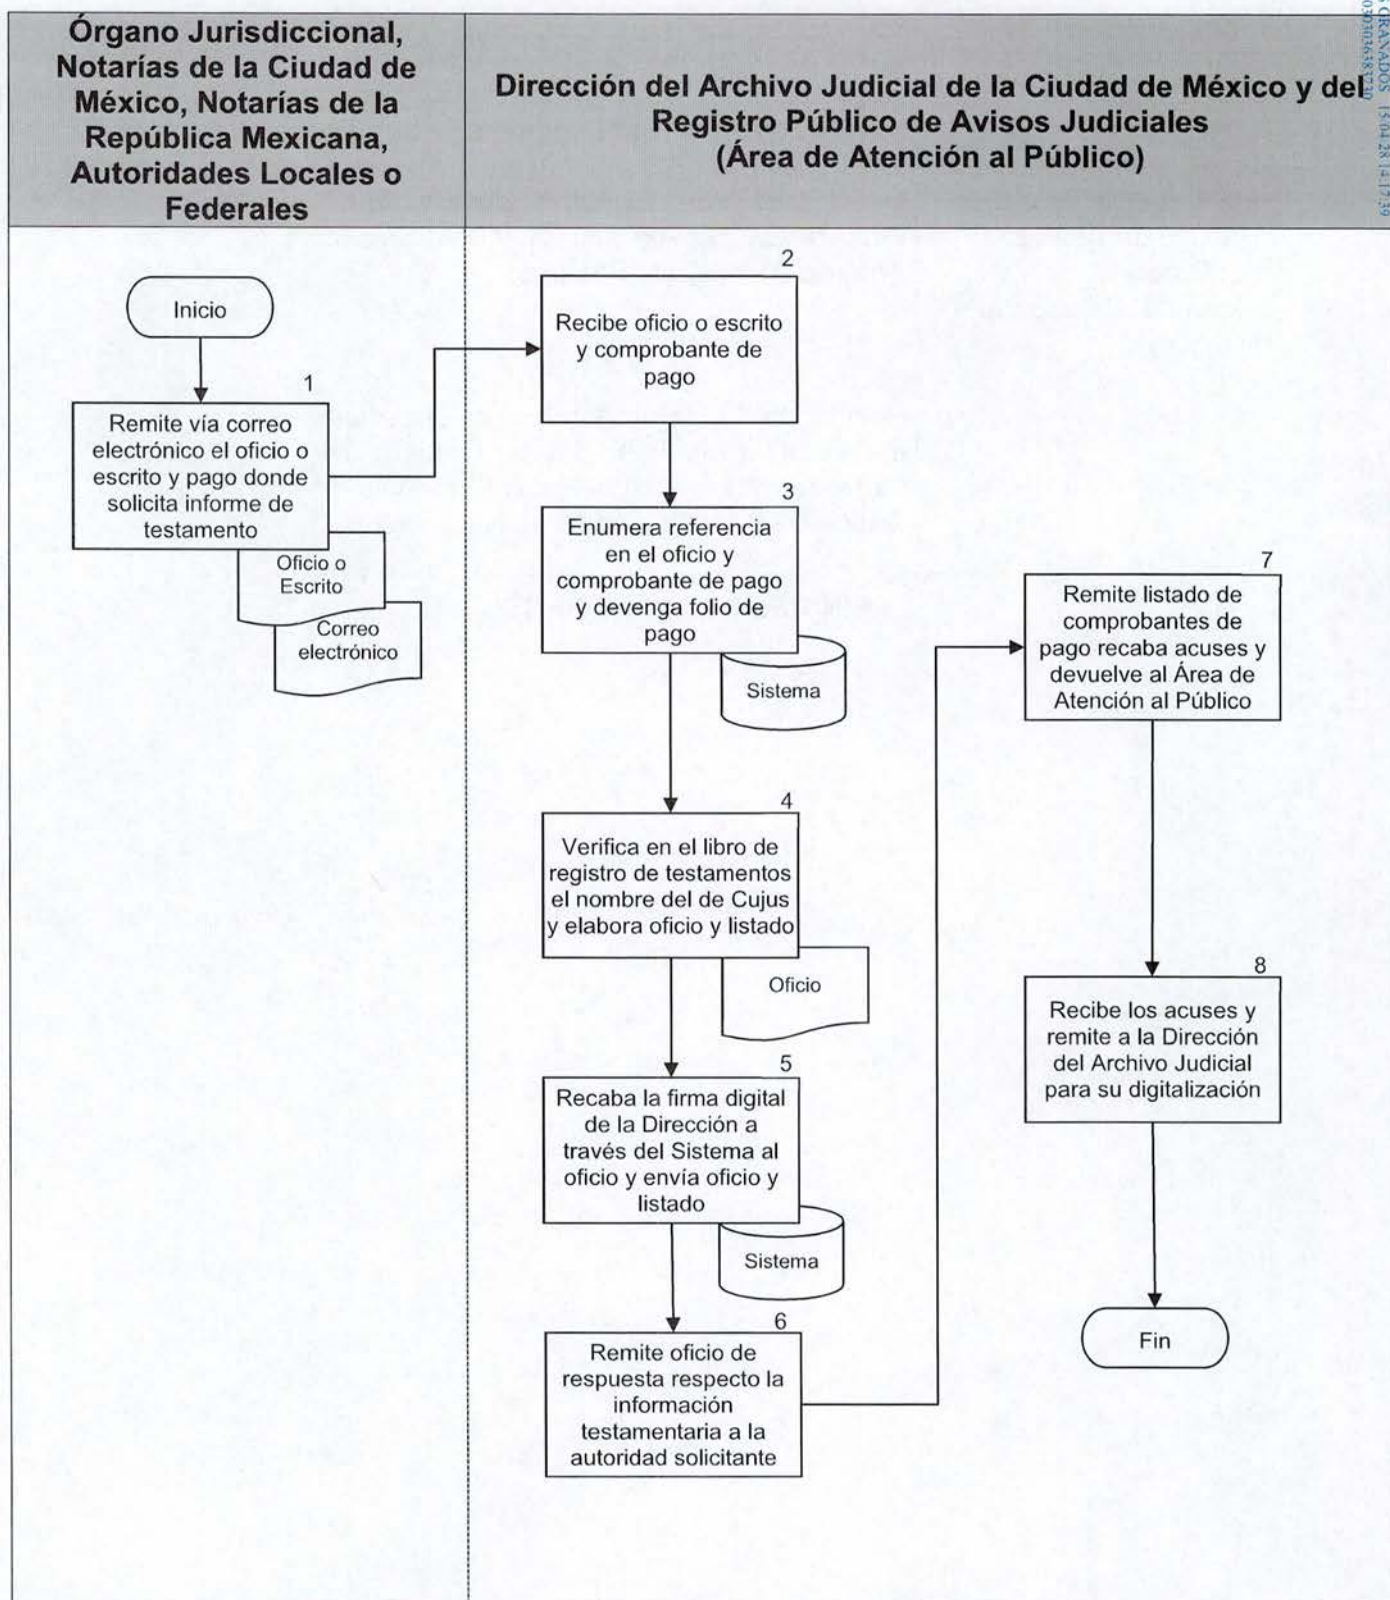 Órgano Jurisdiccional,
Notarías de la Ciudad de
México, Notarías de la
República Mexicana,
Autoridades Locales o
Federales
Dirección del Archivo Judicial de la Ciudad de México y del
Registro Público de Avisos Judiciales
(Área de Atención al Público)
GRANADOS 15 04 28 14:17:39
Inicio
1
Remite vía correo
electrónico el oficio o
escrito y pago donde
solicita informe de
testamento
Oficio o
Escrito
Correo
electrónico
2
Recibe oficio o escrito
y comprobante de
pago
3
Enumera referencia
en el oficio y
comprobante de pago
y devenga folio de
pago
Sistema
4
Verifica en el libro de
registro de testamentos
el nombre del de Cujus
y elabora oficio y listado
Oficio
5
Recaba la firma digital
de la Dirección a
través del Sistema al
oficio y envía oficio y
listado
Sistema
6
Remite oficio de
respuesta respecto la
información
testamentaria a la
autoridad solicitante
7
Remite listado de
comprobantes de
pago recaba acuses y
devuelve al Área de
Atención al Público
8
Recibe los acuses y
remite a la Dirección
del Archivo Judicial
para su digitalización
Fin